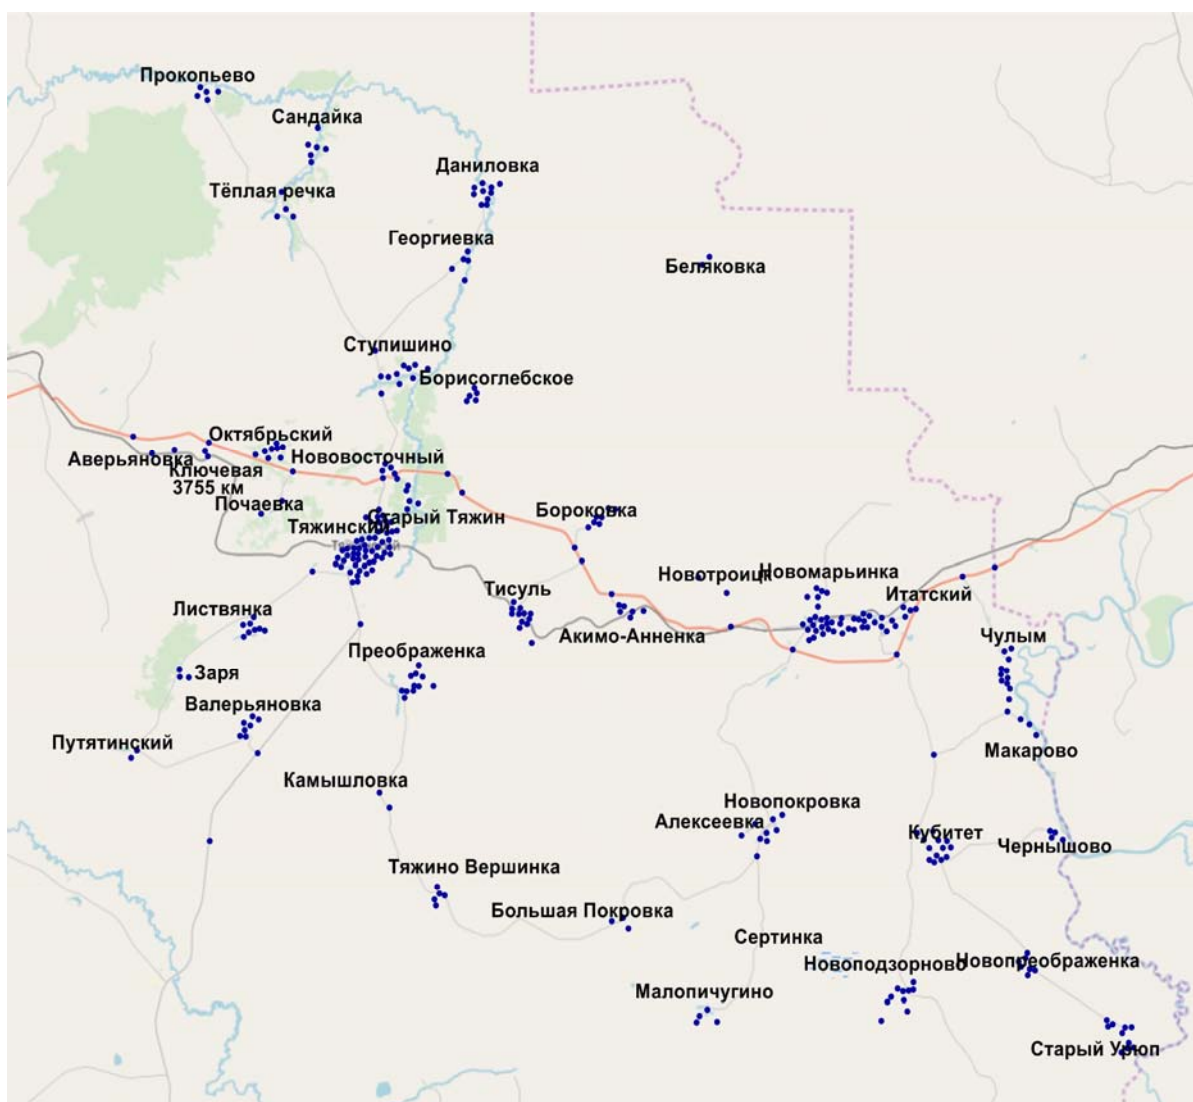 Прокопьево
Сандайка
Даниловка
Тёплая речка
Георгиевка
Беляковка
Ступишино
Борисоглебское
Октябрьский
Аверьяновка
Нововосточный
Ключевая
3755 км
Почаевка
Старый Тяжин
Тяжинский
Бороковка
Новотроицк
Новомарьинка
Итатский
Тисуль
Листвянка
Акимо-Анненка
Чулым
Преображенка
Заря
Валерьяновка
Путятинский
Макарово
Камышловка
Новопокровка
Алексеевка
Кубитет
Чернышово
Тяжино Вершинка
Большая Покровка
Сертинка
Новоподзорново
Новопреображенка
Малопичугино
Старый Урюп